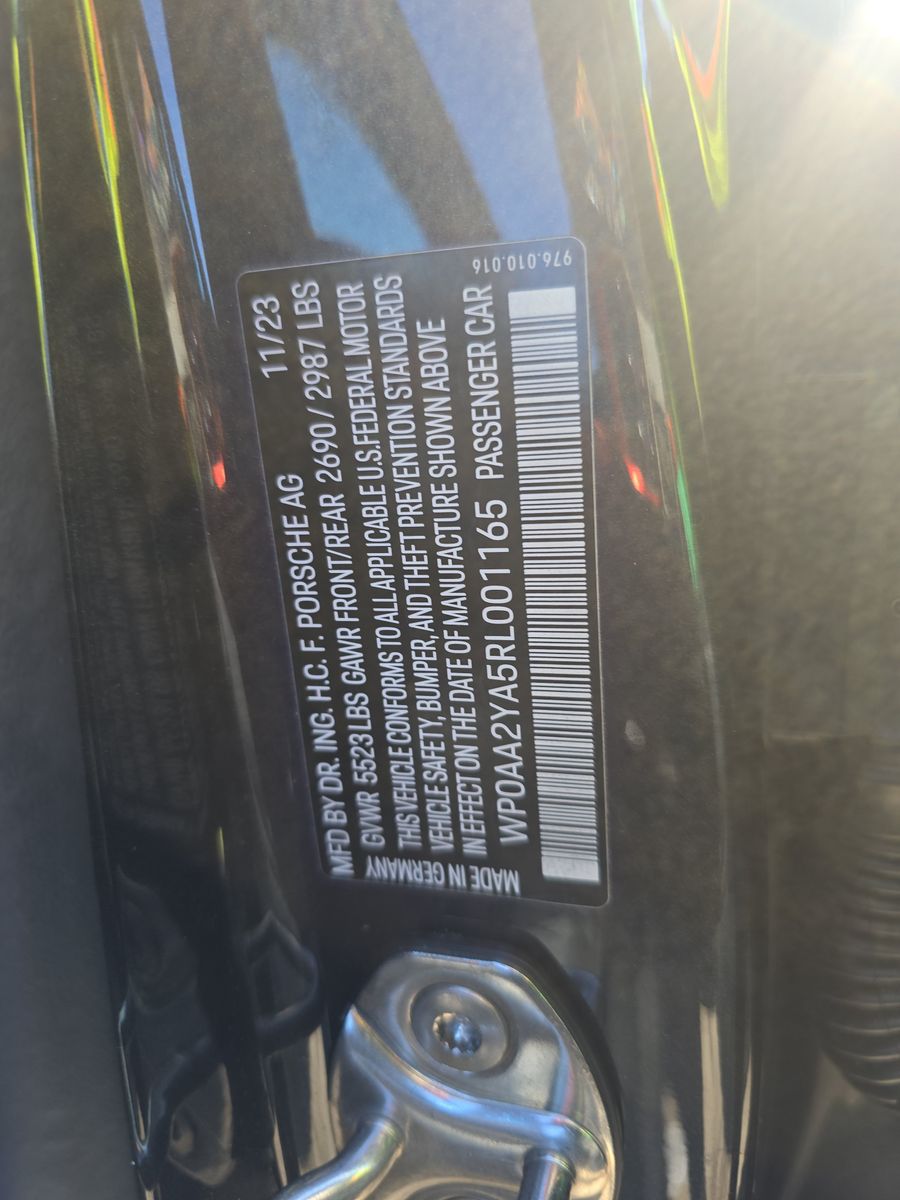 11/23
MFD BY DR. ING. H.C. F. PORSCHE AG
GVWR 5523 LBS GAWR FRONT/REAR 2690 / 2987 LBS
THIS VEHICLE CONFORMS TO ALL APPLICABLE U.S. FEDERAL MOTOR
VEHICLE SAFETY, BUMPER, AND THEFT PREVENTION STANDARDS
IN EFFECT ON THE DATE OF MANUFACTURE SHOWN ABOVE
WP0AA2YA5RL001165 PASSENGER CAR
MADE IN GERMANY
976.010.016